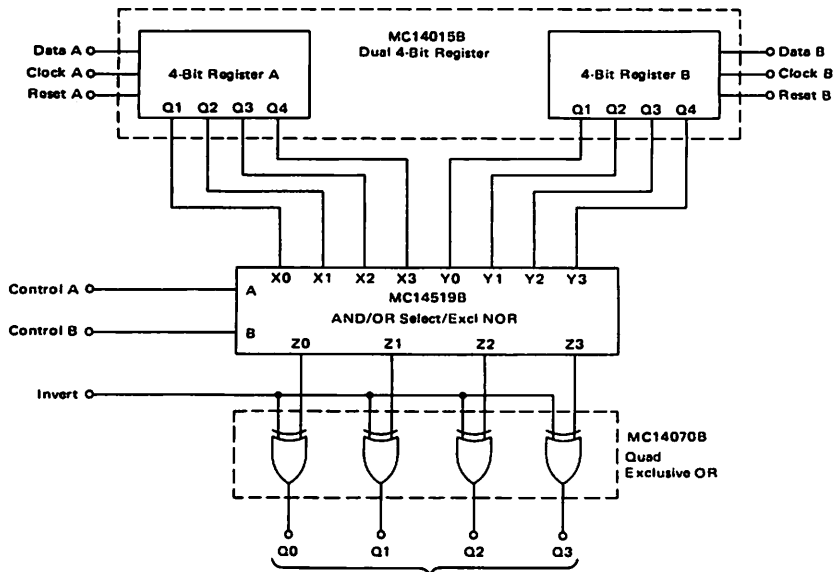 MC14015B
Dual 4-Bit Register
Data A
Clock A
Reset A
4-Bit Register A
Q1 Q2 Q3 Q4
4-Bit Register B
Q1 Q2 Q3 Q4
Data B
Clock B
Reset B
X0 X1 X2 X3 Y0 Y1 Y2 Y3
Control A
A
MC14519B
AND/OR Select/Excl NOR
Control B
B
Z0 Z1 Z2 Z3
Invert
MC14070B
Quad
Exclusive OR
Q0 Q1 Q2 Q3